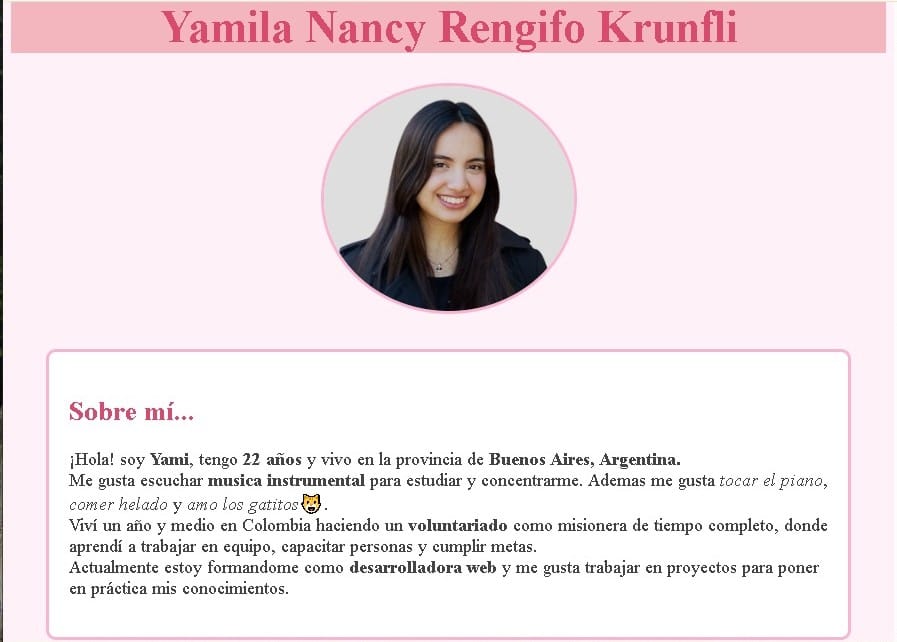 Yamila Nancy Rengifo Krunfli
Sobre mí...
¡Hola! soy Yami, tengo 22 años y vivo en la provincia de Buenos Aires, Argentina.
Me gusta escuchar musica instrumental para estudiar y concentrarme. Ademas me gusta tocar el piano,
comer helado y amo los gatitos😺.
Viví un año y medio en Colombia haciendo un voluntariado como misionera de tiempo completo, donde
aprendí a trabajar en equipo, capacitar personas y cumplir metas.
Actualmente estoy formandome como desarrolladora web y me gusta trabajar en proyectos para poner
en práctica mis conocimientos.